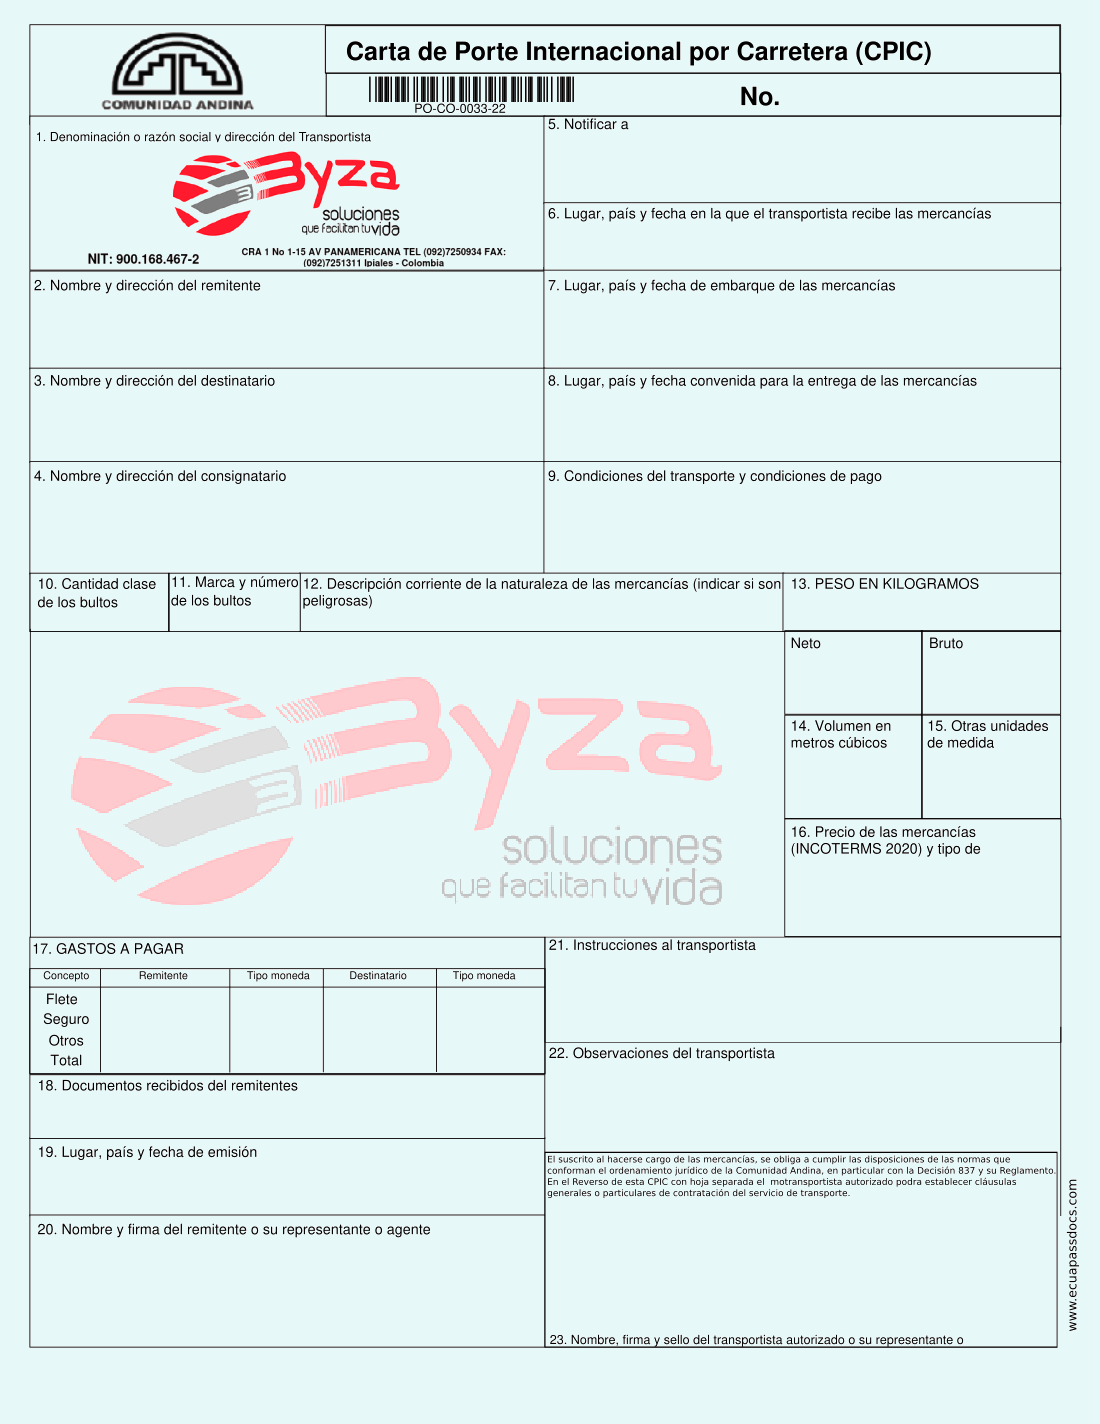 COMUNIDAD ANDINA
Carta de Porte Internacional por Carretera (CPIC)
PO-CO-0033-22
No.
1. Denominación o razón social y dirección del Transportista
Byza
soluciones
que facilitan tu vida
NIT: 900.168.467-2
CRA 1 No 1-15 AV PANAMERICANA TEL (092)7250934 FAX:
(092)7251311 Ipiales - Colombia
5. Notificar a
6. Lugar, país y fecha en la que el transportista recibe las mercancías
2. Nombre y dirección del remitente
7. Lugar, país y fecha de embarque de las mercancías
3. Nombre y dirección del destinatario
8. Lugar, país y fecha convenida para la entrega de las mercancías
4. Nombre y dirección del consignatario
9. Condiciones del transporte y condiciones de pago
10. Cantidad clase
de los bultos
11. Marca y número
de los bultos
12. Descripción corriente de la naturaleza de las mercancías (indicar si son
peligrosas)
13. PESO EN KILOGRAMOS
Neto
Bruto
14. Volumen en
metros cúbicos
15. Otras unidades
de medida
16. Precio de las mercancías
(INCOTERMS 2020) y tipo de
Byza
soluciones
que facilitan tu vida
17. GASTOS A PAGAR
Concepto Remitente Tipo moneda Destinatario Tipo moneda
Flete
Seguro
Otros
Total
21. Instrucciones al transportista
22. Observaciones del transportista
18. Documentos recibidos del remitentes
19. Lugar, país y fecha de emisión
20. Nombre y firma del remitente o su representante o agente
El suscrito al hacerse cargo de las mercancías, se obliga a cumplir las disposiciones de las normas que
conforman el ordenamiento jurídico de la Comunidad Andina, en particular con la Decisión 837 y su Reglamento.
En el Reverso de esta CPIC con hoja separada el motransportista autorizado podra establecer cláusulas
generales o particulares de contratación del servicio de transporte.
23. Nombre, firma y sello del transportista autorizado o su representante o
www.ecuapassdocs.com